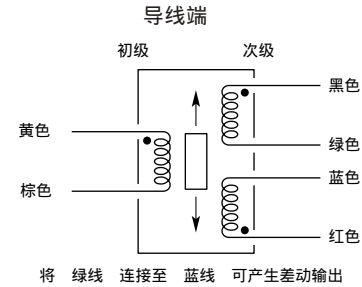 导线端
初级 次级
黑色
黄色
绿色
蓝色
棕色
红色
将 绿线 连接至 蓝线 可产生差动输出